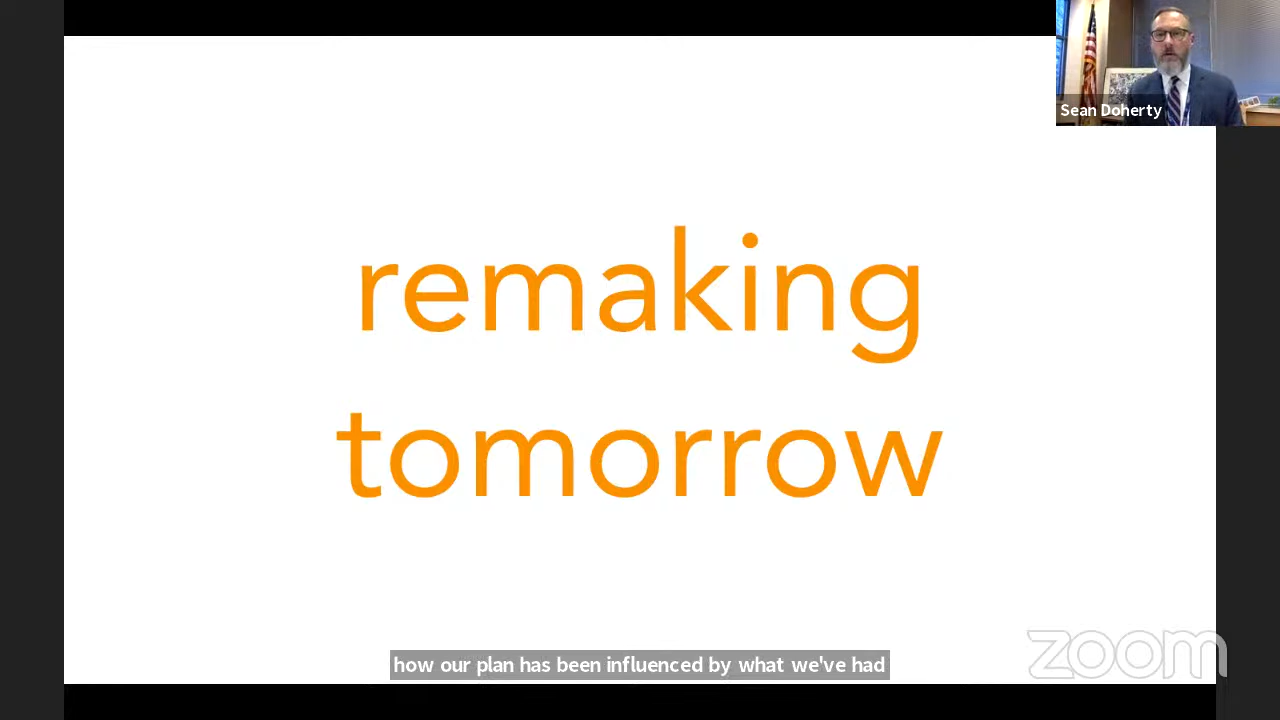 Sean Doherty
remaking
tomorrow
how our plan has been influenced by what we've had
zoom